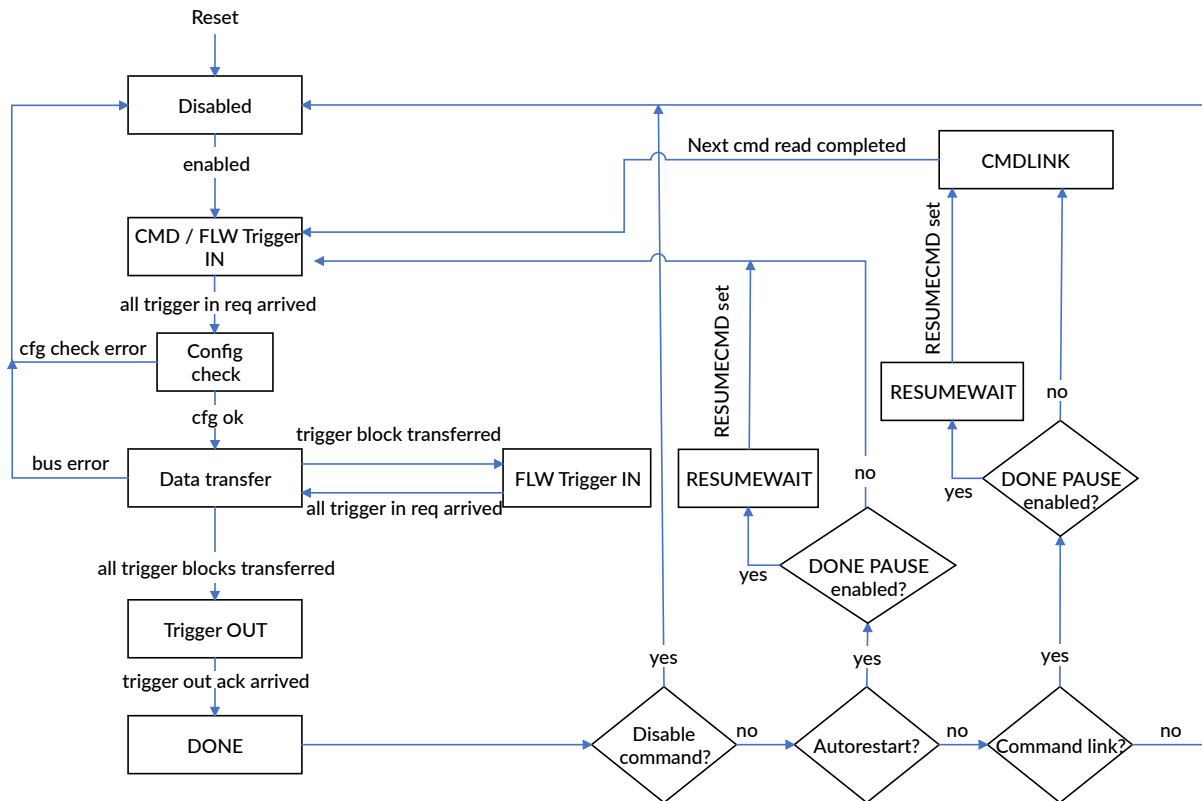 Reset
Disabled
enabled
Next cmd read completed
CMDLINK
CMD / FLW Trigger
IN
RESUMECMD set
RESUMECMD set
all trigger in req arrived
cfg check error
Config
check
RESUMEWAIT
no
cfg ok
trigger block transferred
bus error
Data transfer
FLW Trigger IN
RESUMEWAIT
no
DONE PAUSE
enabled?
yes
all trigger in req arrived
all trigger blocks transferred
yes
DONE PAUSE
enabled?
Trigger OUT
yes
yes
yes
trigger out ack arrived
DONE
Disable
command?
no
Autorestart?
no
Command link?
no